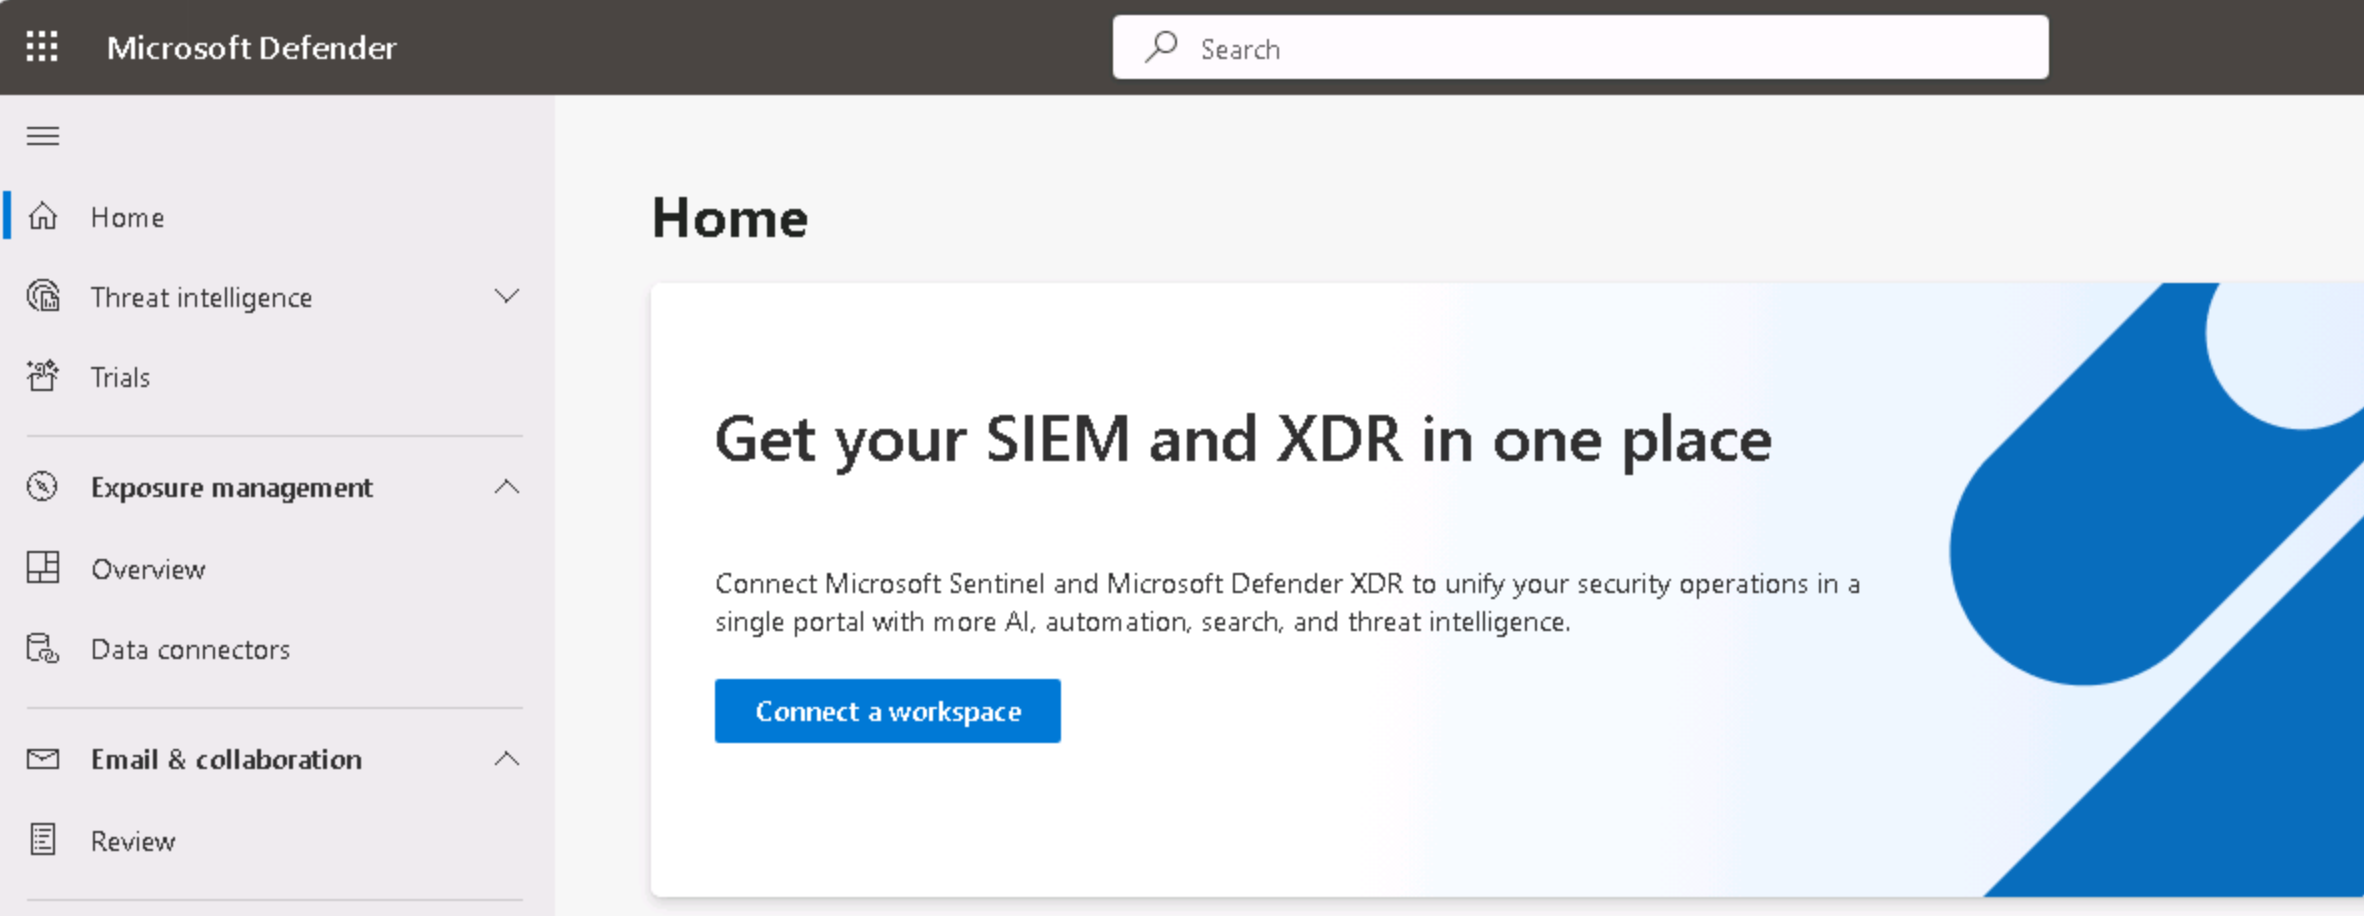 Microsoft Defender
Search
Home
Threat intelligence
Trials
Exposure management
Overview
Data connectors
Email & collaboration
Review
Home
Get your SIEM and XDR in one place
Connect Microsoft Sentinel and Microsoft Defender XDR to unify your security operations in a
single portal with more AI, automation, search, and threat intelligence.
Connect a workspace